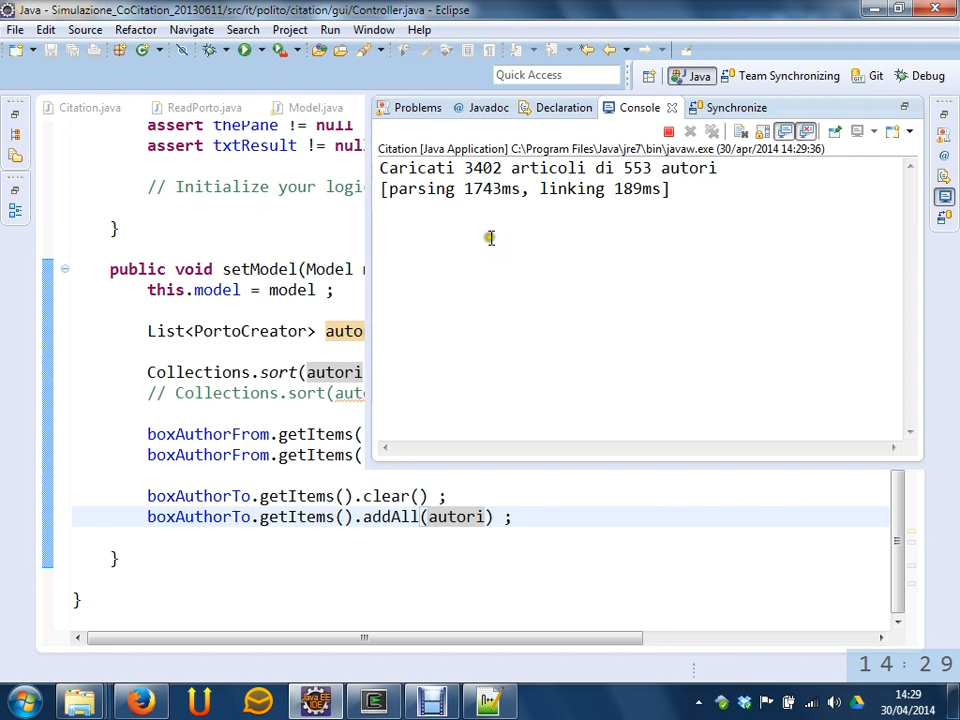 Java - Simulazione_CoCitation_20130611/src/it/polito/citation/gui/Controller.java - Eclipse
File Edit Source Refactor Navigate Search Project Run Window Help
Quick Access
Java Team Synchronizing Git Debug
Citation.java ReadPorto.java Model.java
Problems Javadoc Declaration Console Synchronize
Citation [Java Application] C:\Program Files\Java\jre7\bin\javaw.exe (30/apr/2014 14:29:36)
Caricati 3402 articoli di 553 autori
[parsing 1743ms, linking 189ms]
assert thePane != null
assert txtResult != nul
// Initialize your logi
}
public void setModel(Model m
this.model = model ;
List<PortoCreator> auto
Collections.sort(autori
// Collections.sort(auto
boxAuthorFrom.getItems(
boxAuthorFrom.getItems(
boxAuthorTo.getItems().clear() ;
boxAuthorTo.getItems().addAll(autori) ;
}
}
14:29
14:29
30/04/2014